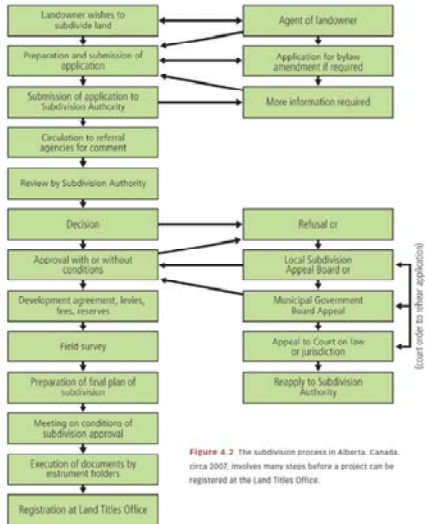 Landowner wishes to
subdivide land
Agent of landowner
Preparation and submission of
application
Application for bylaw
amendment if required
Submission of application to
Subdivision Authority
More information required
Circulation to referral
agencies for comment
Review by Subdivision Authority
Decision
Refusal or
Approval with or without
conditions
Local Subdivision
Appeal Board or
Development agreement, levies,
fees, reserves
Municipal Government
Board Appeal
Field survey
Appeal to Court on law
or jurisdiction
(court order to rehear application)
Preparation of final plan of
subdivision
Reapply to Subdivision
Authority
Meeting on conditions of
subdivision approval
Execution of documents by
instrument holders
Registration at Land Titles Office
Figure 4.2 The subdivision process in Alberta, Canada,
circa 2007, involves many steps before a project can be
registered at the Land Titles Office.